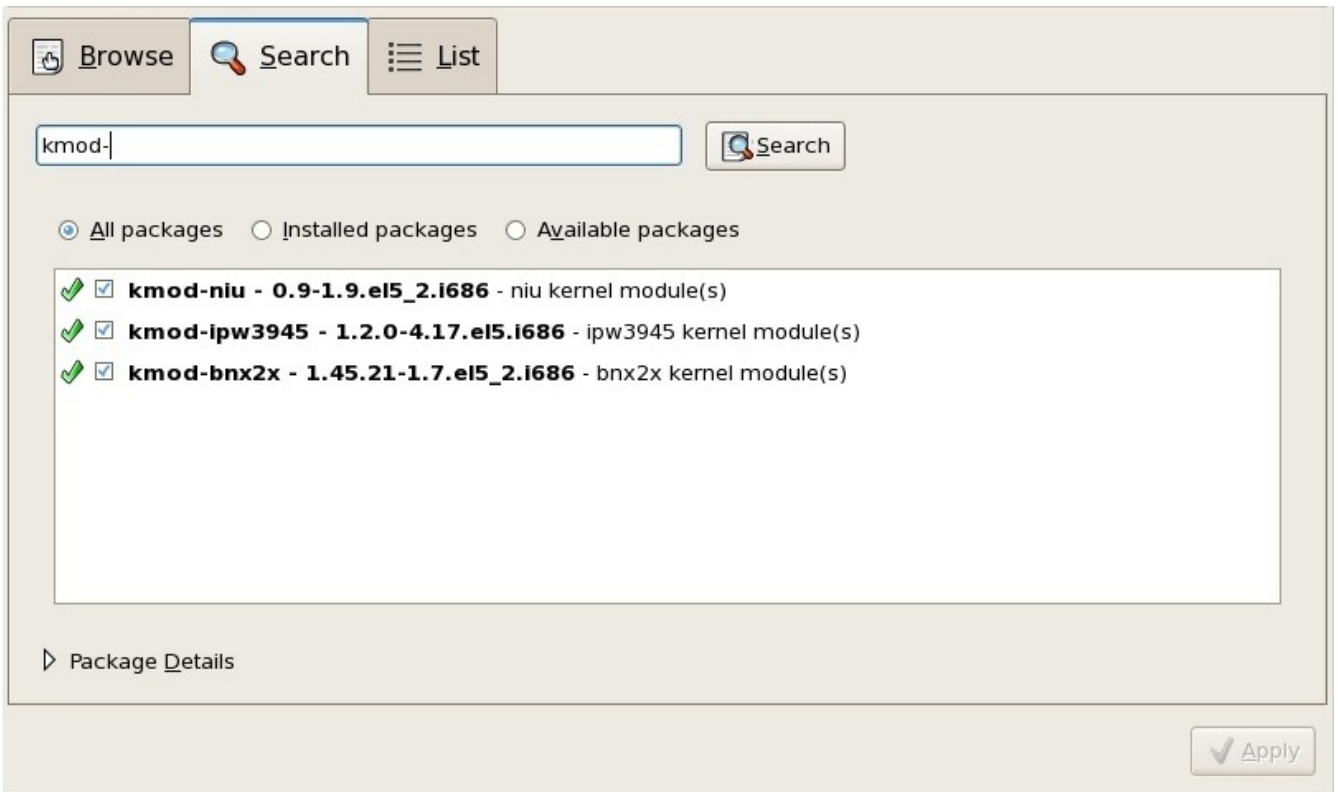 Browse Search List
kmod- Search
All packages Installed packages Available packages
kmod-niu - 0.9-1.9.el5_2.i686 - niu kernel module(s)
kmod-ipw3945 - 1.2.0-4.17.el5.i686 - ipw3945 kernel module(s)
kmod-bnx2x - 1.45.21-1.7.el5_2.i686 - bnx2x kernel module(s)
Package Details
Apply